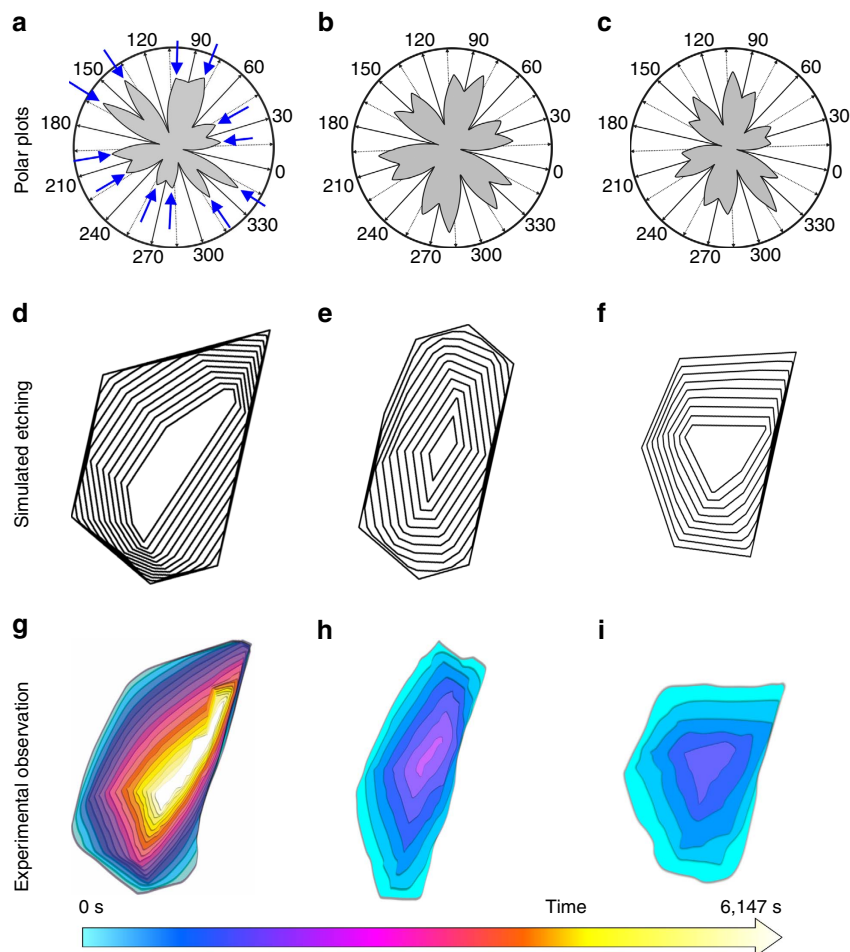 a
b
c
Polar plots
120
90
60
150
30
180
0
210
330
240
300
270
120
90
60
150
30
180
0
210
330
240
300
270
120
90
60
150
30
180
0
210
330
240
300
270
d
e
f
Simulated etching
g
h
i
Experimental observation
0 s
Time
6,147 s